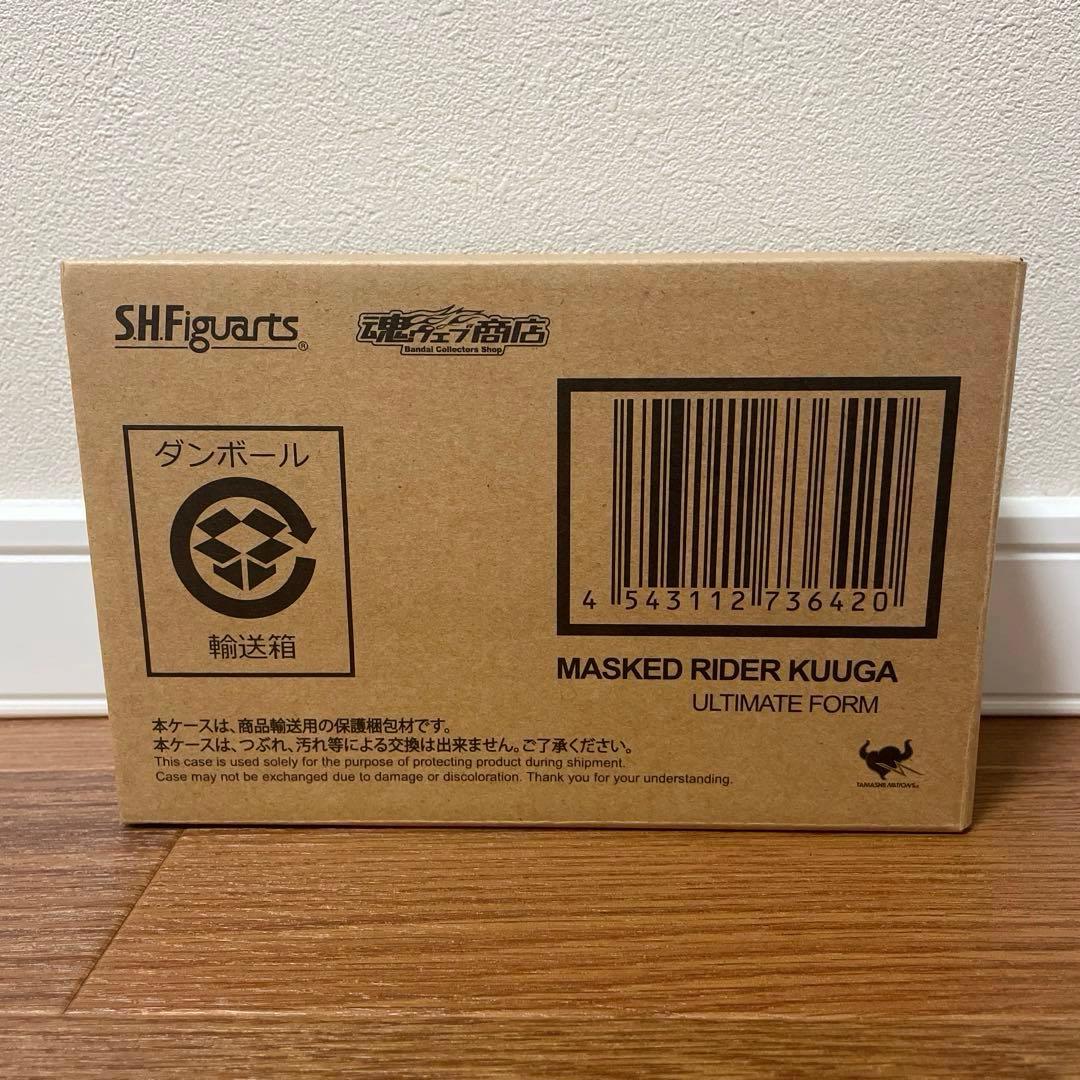 S.H.Figuarts®
魂ウェブ商店
Bandai Collectors Shop
ダンボール
輸送箱
4 543112 736420
MASKED RIDER KUUGA
ULTIMATE FORM
本ケースは、商品輸送用の保護梱包材です。
本ケースは、つぶれ、汚れ等による交換は出来ません。ご了承ください。
This case is used solely for the purpose of protecting product during shipment.
Case may not be exchanged due to damage or discoloration. Thank you for your understanding.
TAMASHII NATIONS